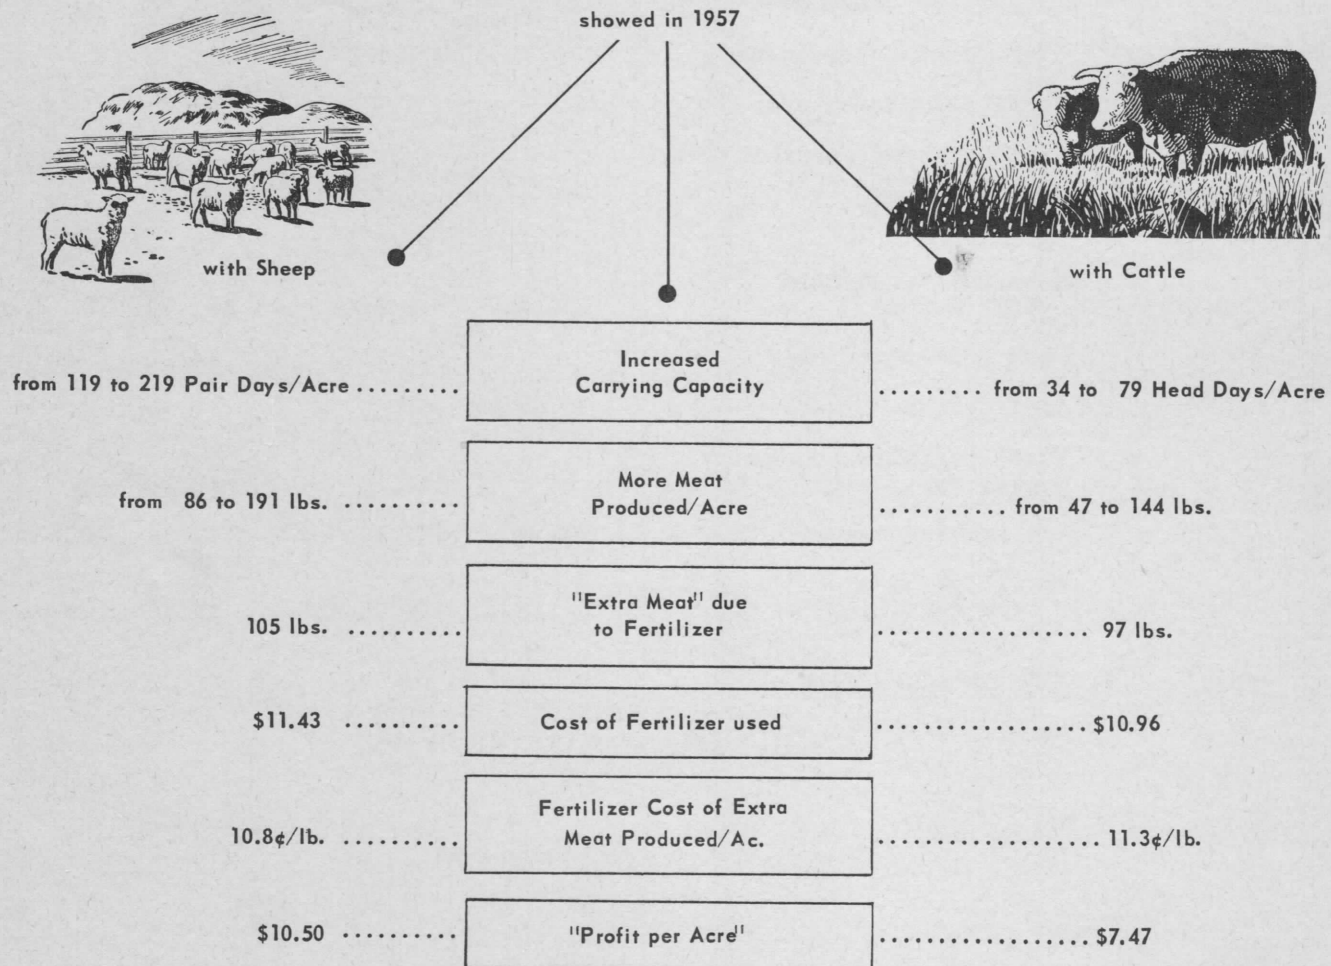 showed in 1957
with Sheep
with Cattle
from 119 to 219 Pair Days/Acre ..........
Increased
Carrying Capacity
......... from 34 to 79 Head Days/Acre
from 86 to 191 lbs. ..........
More Meat
Produced/Acre
........... from 47 to 144 lbs.
105 lbs. ..........
"Extra Meat" due
to Fertilizer
................. 97 lbs.
$11.43 ..........
Cost of Fertilizer used
................. $10.96
10.8¢/lb. ..........
Fertilizer Cost of Extra
Meat Produced/Ac.
.................. 11.3¢/lb.
$10.50 ..........
"Profit per Acre"
................. $7.47